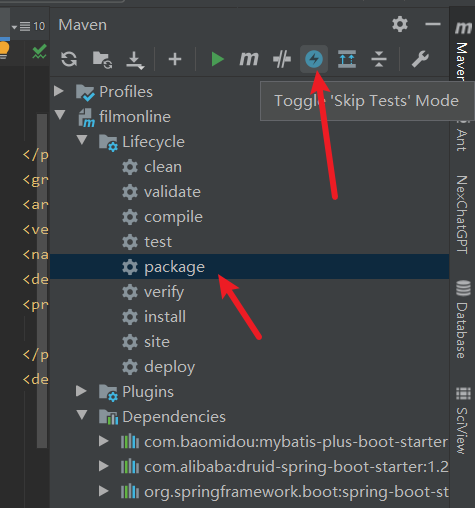 10
Maven
Toggle 'Skip Tests' Mode
Profiles
filmonline
</p
Lifecycle
<gr
clean
<ar
validate
<ve
compile
<na
test
<de
package
<pr
verify
install
site
</p
deploy
<de
Plugins
Dependencies
com.baomidou:mybatis-plus-boot-starter
com.alibaba:druid-spring-boot-starter:1.2
org.springframework.boot:spring-boot-st
Maven
Ant
NexChatGPT
Database
SciView